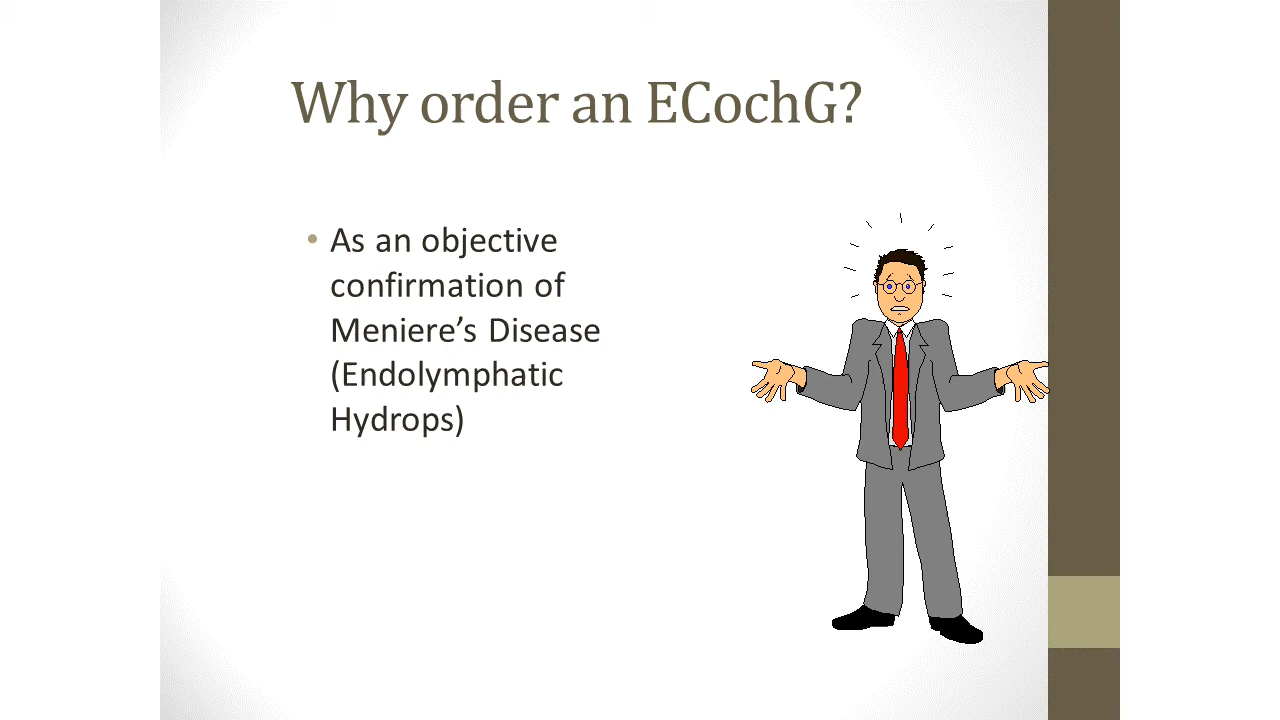 Why order an ECochG?
• As an objective
confirmation of
Meniere’s Disease
(Endolymphatic
Hydrops)